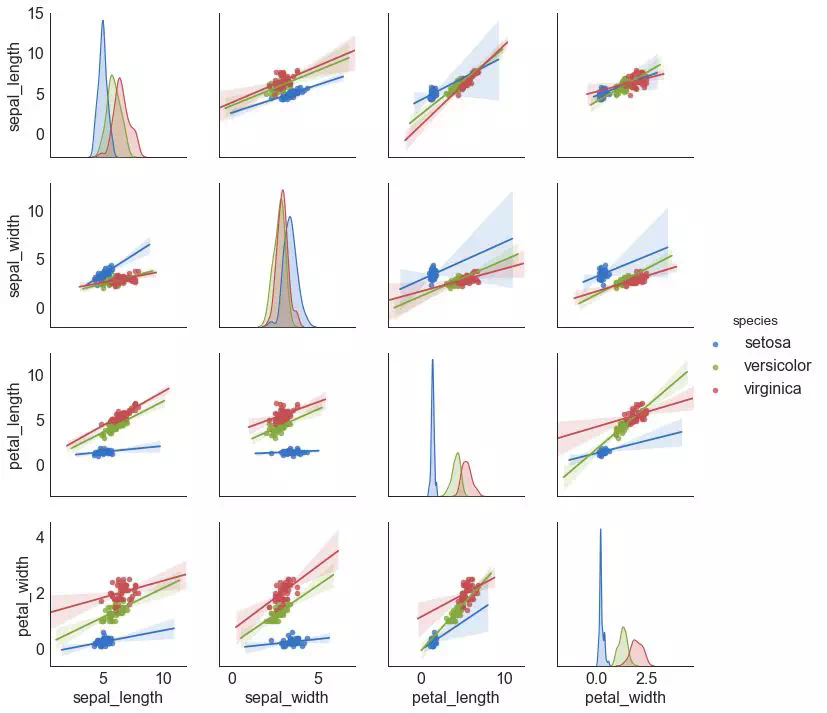 15
10
5
0
sepal_length
10
5
0
sepal_width
species
setosa
versicolor
virginica
10
5
0
petal_length
4
2
0
petal_width
5 10 0 5 0 10 0.0 2.5
sepal_length sepal_width petal_length petal_width